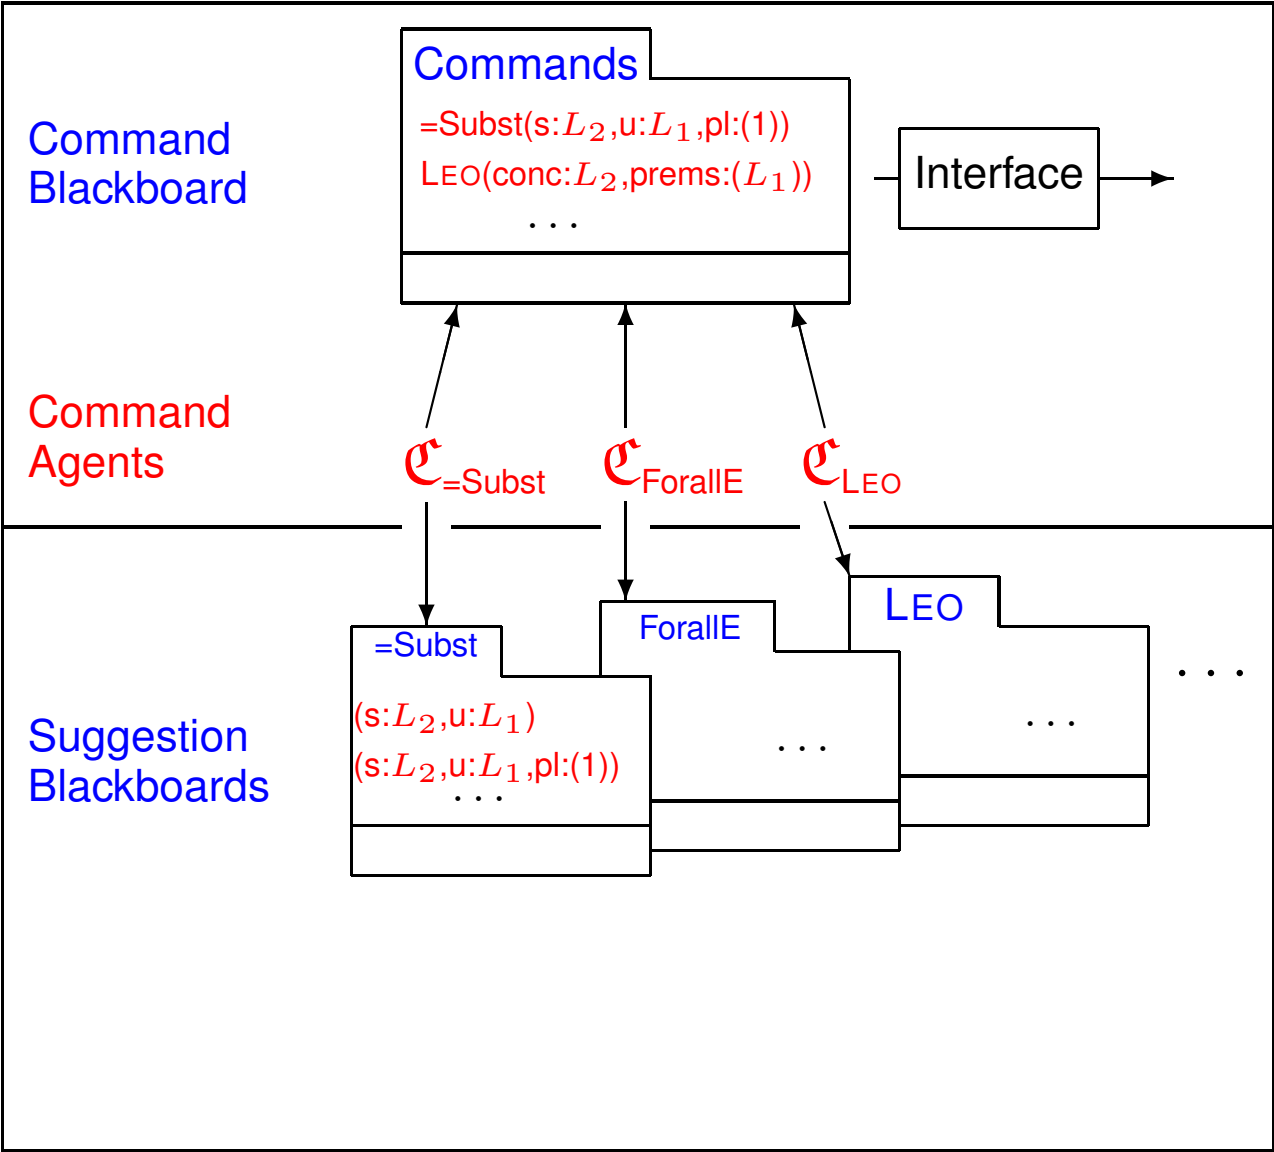 Commands
=Subst(s:L₂,u:L₁,pl:(1))
LEO(conc:L₂,prems:(L₁))
. . .
Command
Blackboard
Interface
Command
Agents
ℭ=Subst
ℭForallE
ℭLEO
=Subst
ForallE
LEO
(s:L₂,u:L₁)
(s:L₂,u:L₁,pl:(1))
. . .
. . .
. . .
. . .
Suggestion
Blackboards